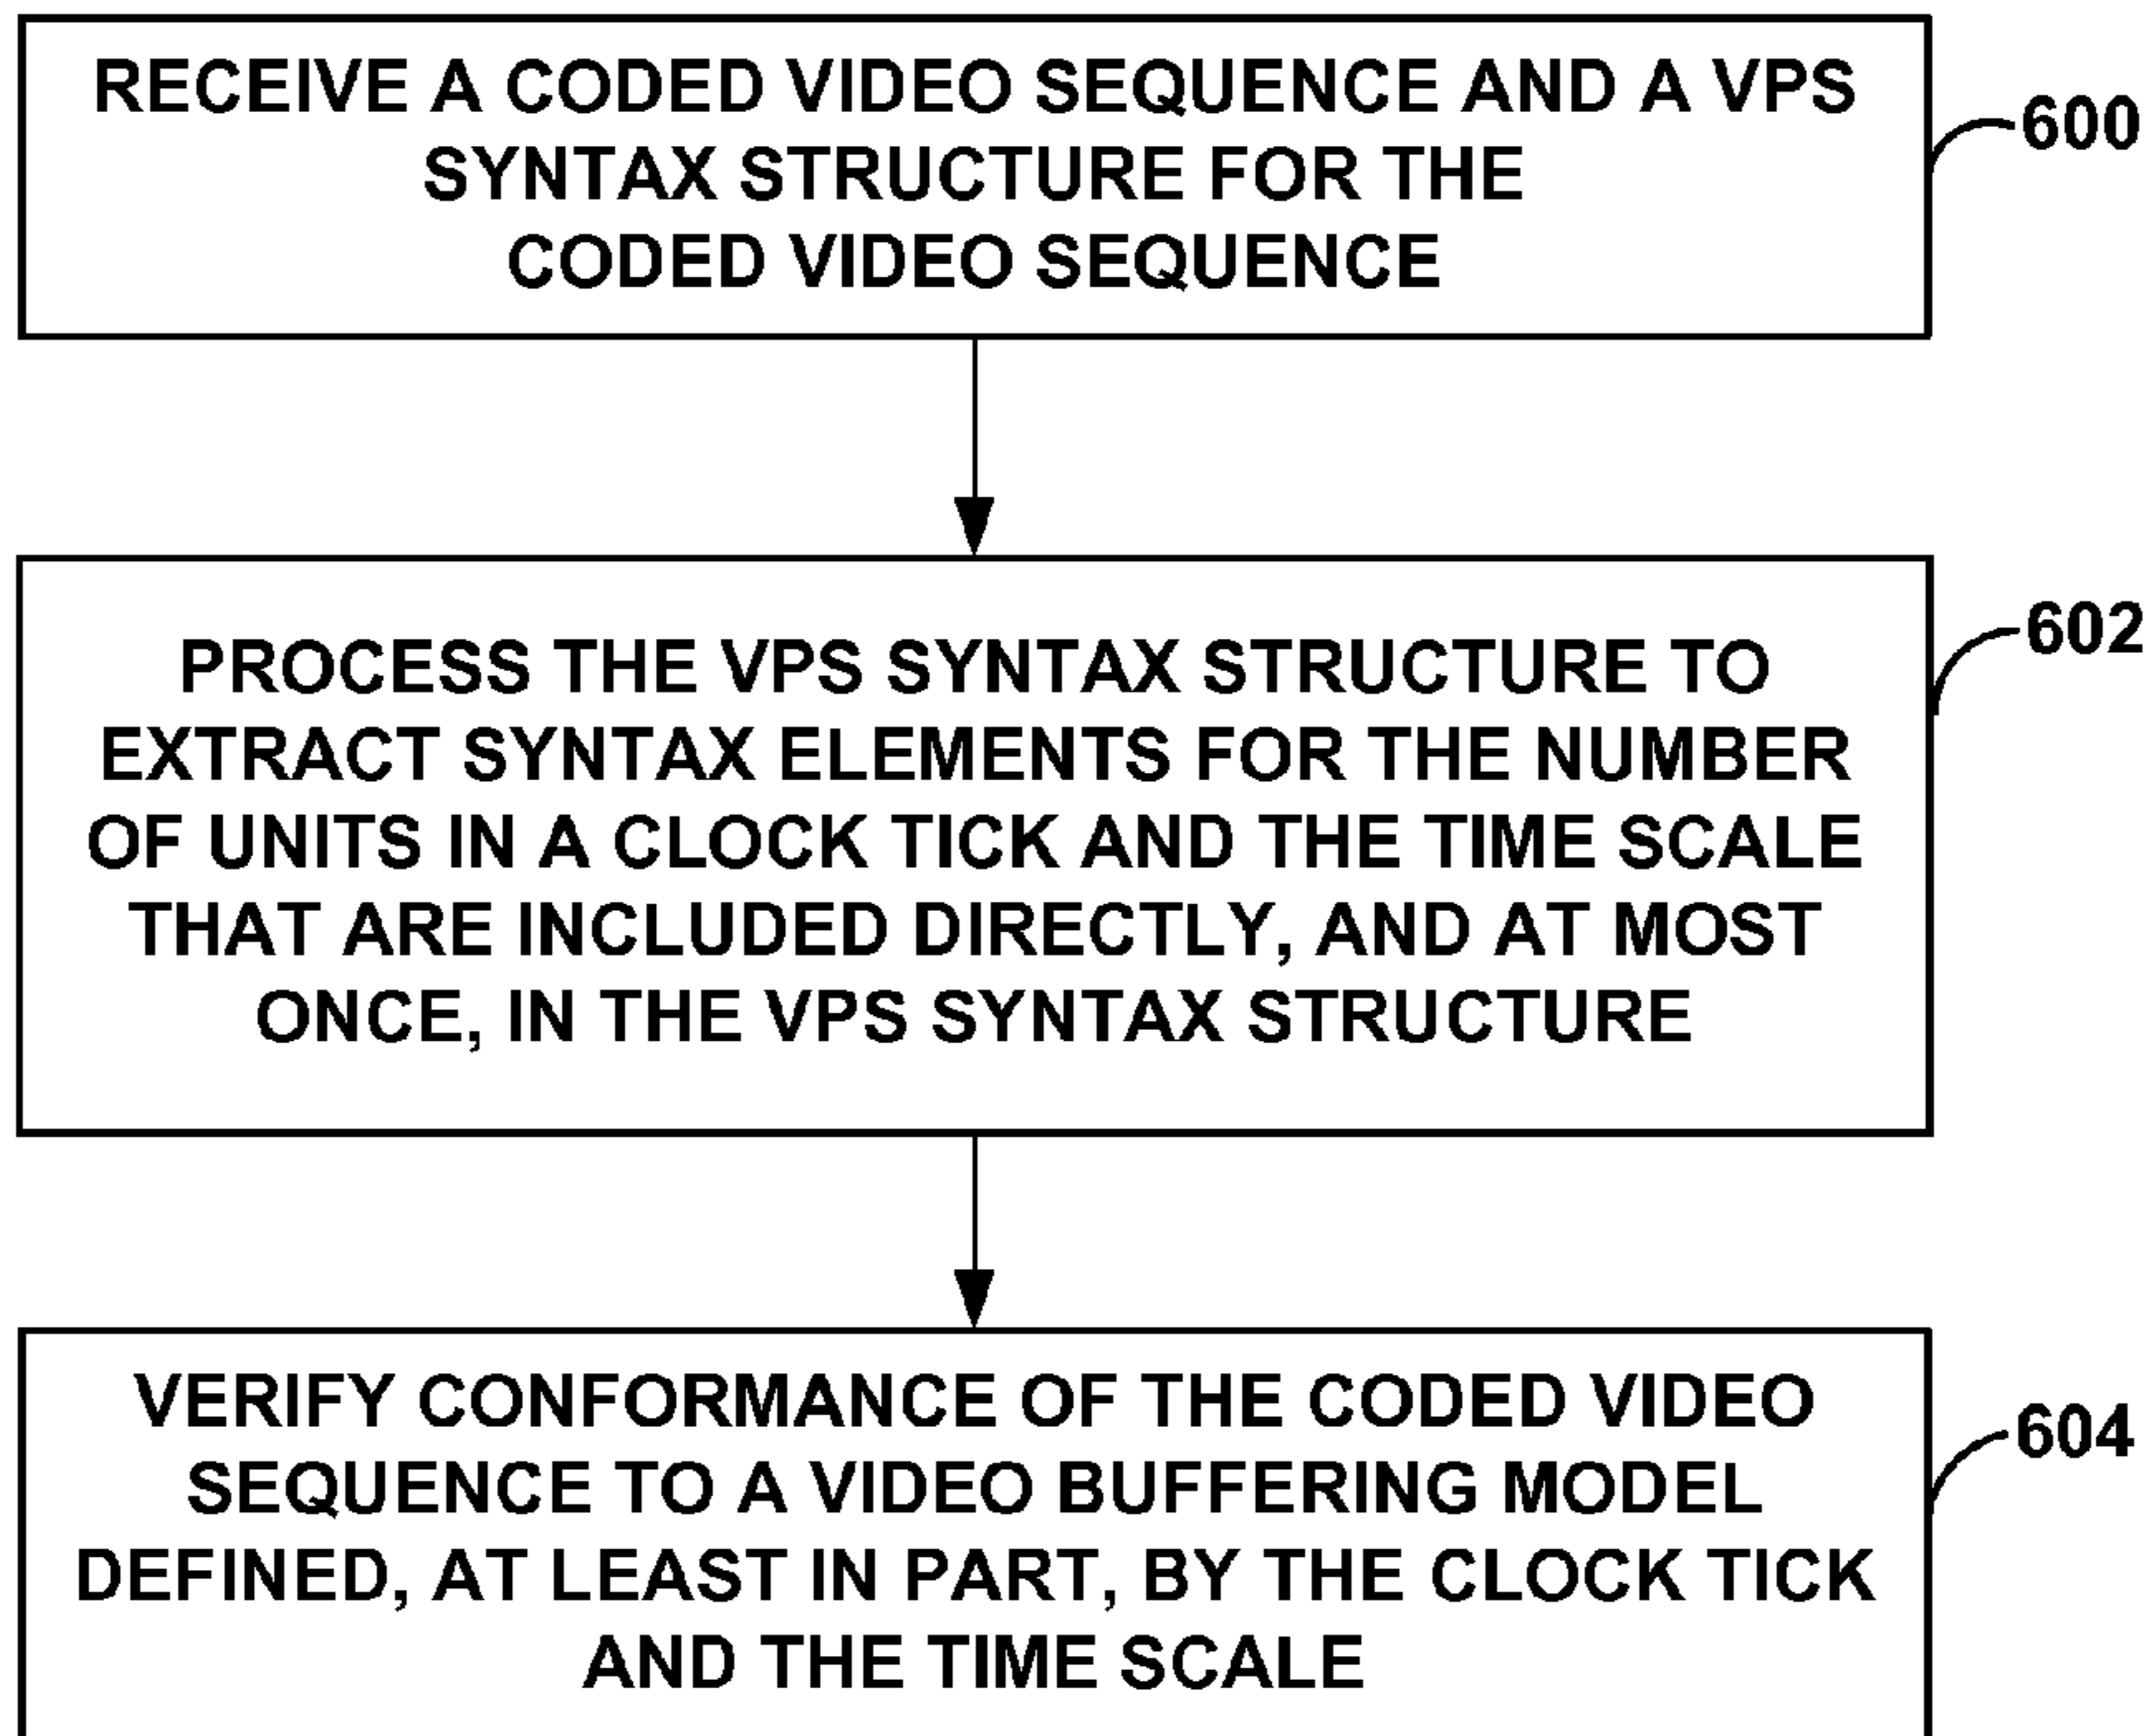 RECEIVE A CODED VIDEO SEQUENCE AND A VPS
SYNTAX STRUCTURE FOR THE
CODED VIDEO SEQUENCE
600
PROCESS THE VPS SYNTAX STRUCTURE TO
EXTRACT SYNTAX ELEMENTS FOR THE NUMBER
OF UNITS IN A CLOCK TICK AND THE TIME SCALE
THAT ARE INCLUDED DIRECTLY, AND AT MOST
ONCE, IN THE VPS SYNTAX STRUCTURE
602
VERIFY CONFORMANCE OF THE CODED VIDEO
SEQUENCE TO A VIDEO BUFFERING MODEL
DEFINED, AT LEAST IN PART, BY THE CLOCK TICK
AND THE TIME SCALE
604